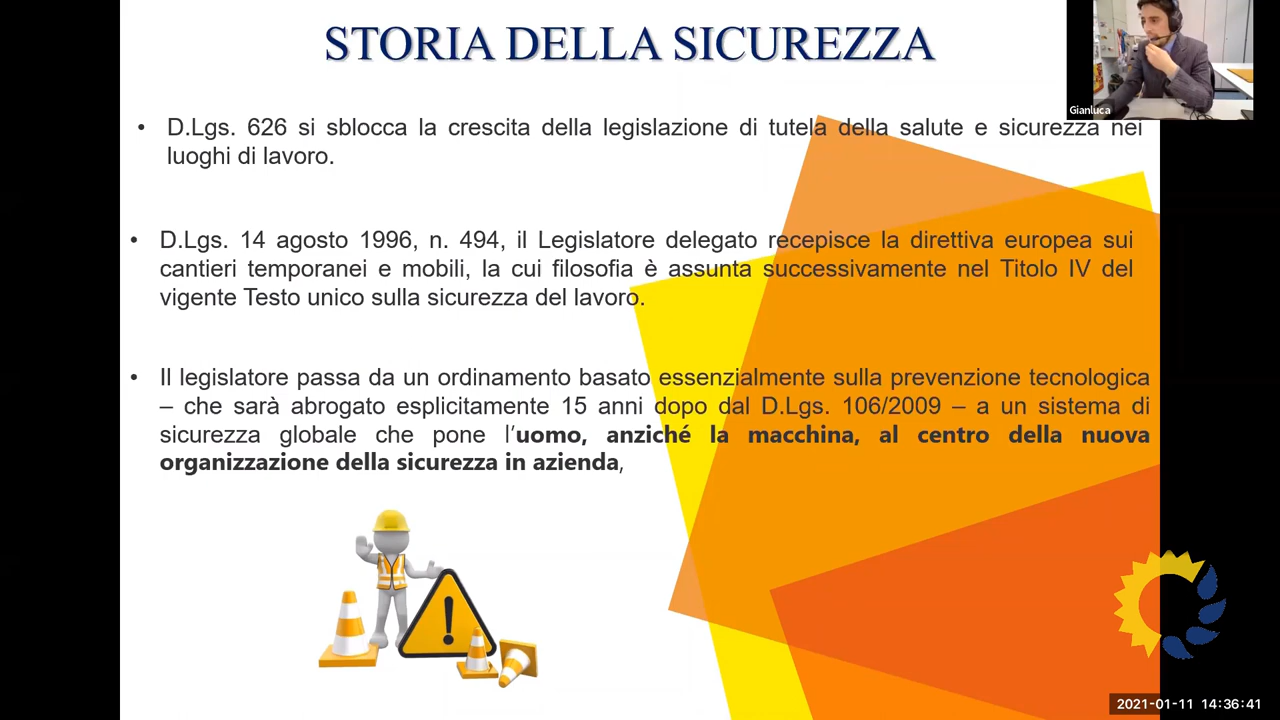 STORIA DELLA SICUREZZA
Gianluca
• D.Lgs. 626 si sblocca la crescita della legislazione di tutela della salute e sicurezza nei
luoghi di lavoro.
• D.Lgs. 14 agosto 1996, n. 494, il Legislatore delegato recepisce la direttiva europea sui
cantieri temporanei e mobili, la cui filosofia è assunta successivamente nel Titolo IV del
vigente Testo unico sulla sicurezza del lavoro.
• Il legislatore passa da un ordinamento basato essenzialmente sulla prevenzione tecnologica
– che sarà abrogato esplicitamente 15 anni dopo dal D.Lgs. 106/2009 – a un sistema di
sicurezza globale che pone l’uomo, anziché la macchina, al centro della nuova
organizzazione della sicurezza in azienda,
2021-01-11 14:36:41